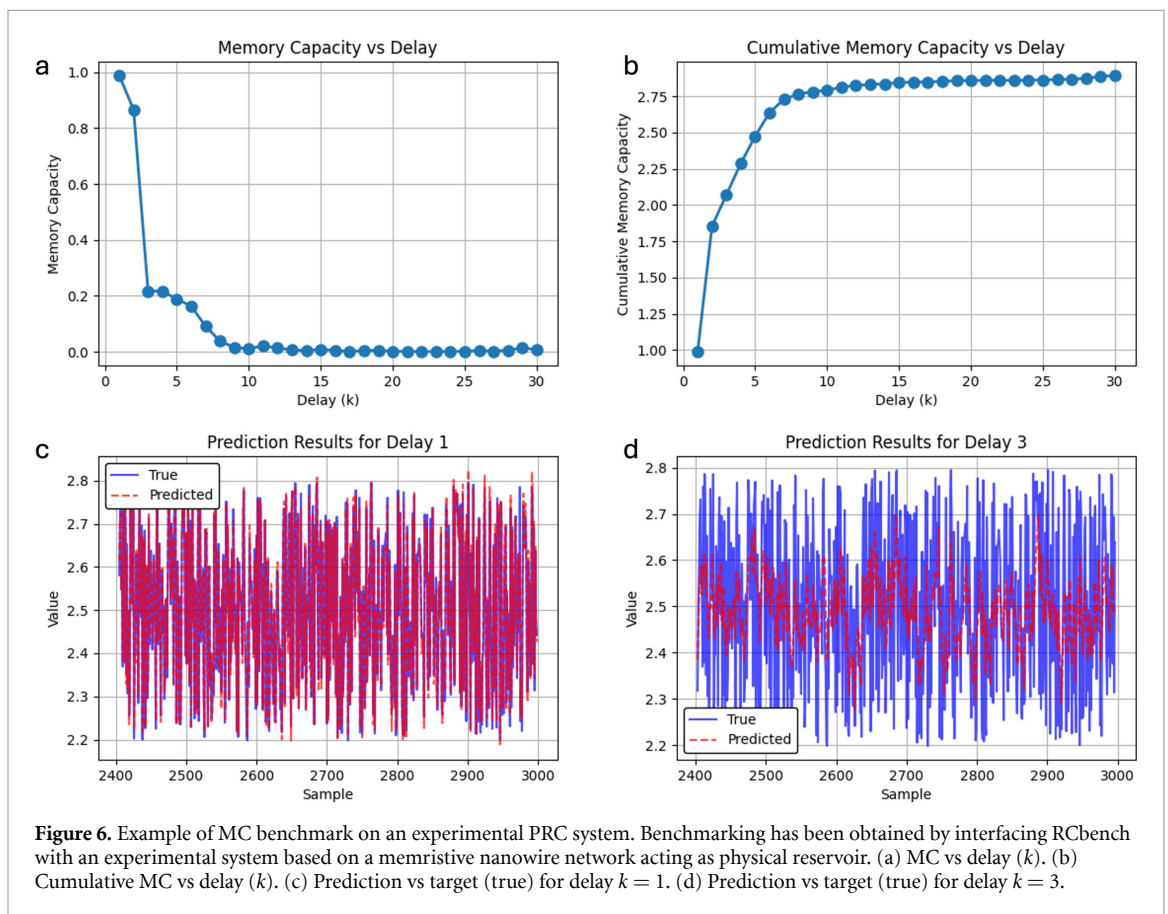 a
Memory Capacity vs Delay
1.0
0.8
0.6
0.4
0.2
0.0
Memory Capacity
0 5 10 15 20 25 30
Delay (k)
b
Cumulative Memory Capacity vs Delay
2.75
2.50
2.25
2.00
1.75
1.50
1.25
1.00
Cumulative Memory Capacity
0 5 10 15 20 25 30
Delay (k)
c
Prediction Results for Delay 1
True
Predicted
2.8
2.7
2.6
2.5
2.4
2.3
2.2
Value
2400 2500 2600 2700 2800 2900 3000
Sample
d
Prediction Results for Delay 3
2.8
2.7
2.6
2.5
2.4
2.3
2.2
Value
True
Predicted
2400 2500 2600 2700 2800 2900 3000
Sample
Figure 6. Example of MC benchmark on an experimental PRC system. Benchmarking has been obtained by interfacing RCbench
with an experimental system based on a memristive nanowire network acting as physical reservoir. (a) MC vs delay (k). (b)
Cumulative MC vs delay (k). (c) Prediction vs target (true) for delay k = 1. (d) Prediction vs target (true) for delay k = 3.